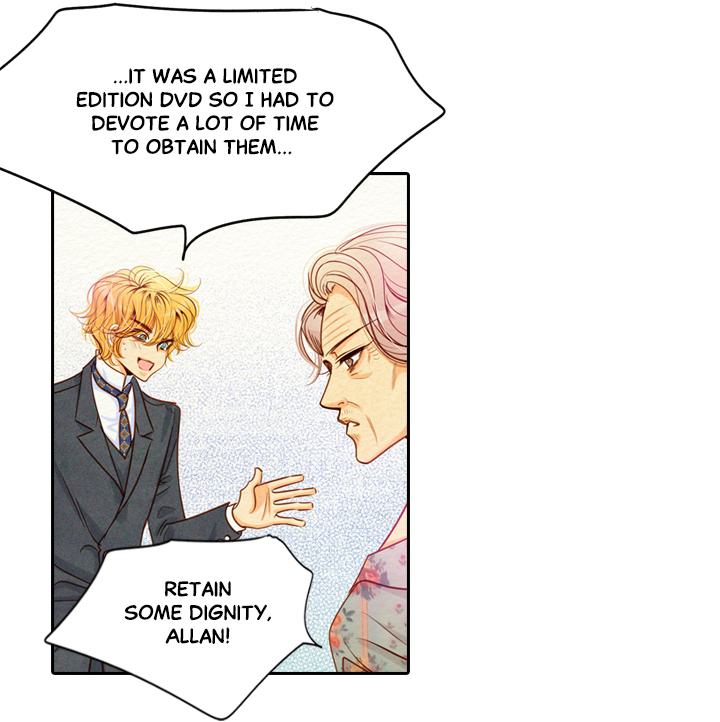 ...IT WAS A LIMITED
EDITION DVD SO I HAD TO
DEVOTE A LOT OF TIME
TO OBTAIN THEM...
RETAIN
SOME DIGNITY,
ALLAN!